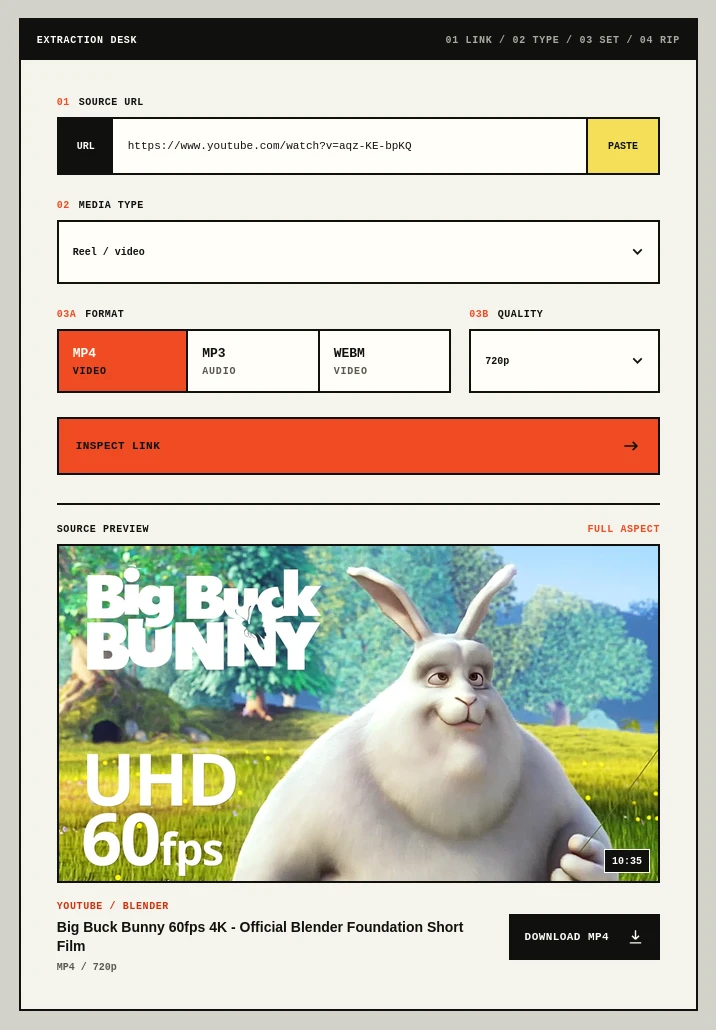 EXTRACTION DESK
01 LINK / 02 TYPE / 03 SET / 04 RIP
01 SOURCE URL
URL
https://www.youtube.com/watch?v=aqz-KE-bpKQ
PASTE
02 MEDIA TYPE
Reel / video
03A FORMAT
03B QUALITY
MP4
VIDEO
MP3
AUDIO
WEBM
VIDEO
720p
INSPECT LINK
SOURCE PREVIEW
FULL ASPECT
Big Buck
BUNNY
UHD
60fps
10:35
YOUTUBE / BLENDER
Big Buck Bunny 60fps 4K - Official Blender Foundation Short
Film
MP4 / 720p
DOWNLOAD MP4